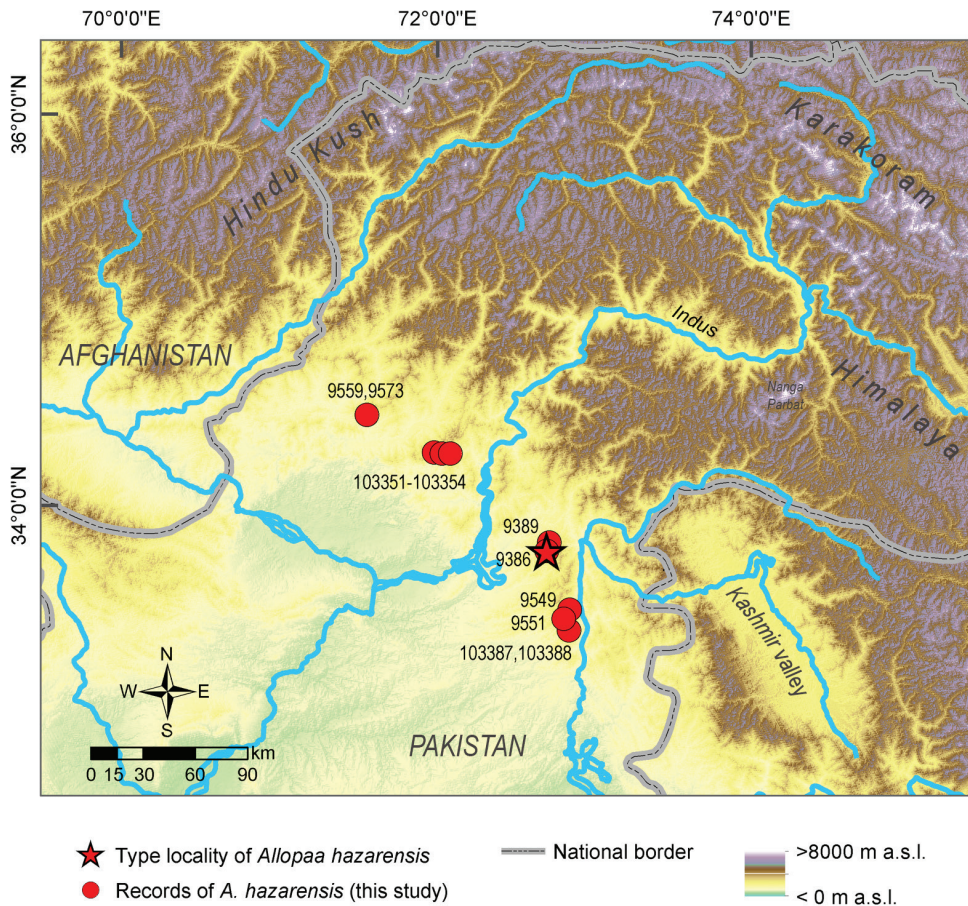 70°0'0"E 72°0'0"E 74°0'0"E
36°0'0"N
34°0'0"N
Hindu Kush
Karakoram
Indus
AFGHANISTAN
Himalaya
Nanga
Parbat
9559,9573
103351-103354
9389
9386
9549
9551
103387,103388
Kashmir valley
N
W E
S
PAKISTAN
km
0 15 30 60 90
Type locality of Allopaa hazarensis
Records of A. hazarensis (this study)
National border
>8000 m a.s.l.
< 0 m a.s.l.